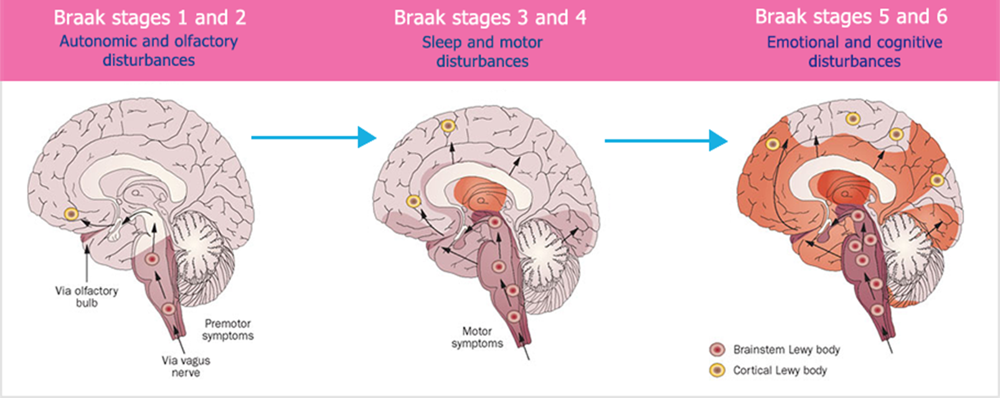 Braak stages 1 and 2
Autonomic and olfactory
disturbances
Braak stages 3 and 4
Sleep and motor
disturbances
Braak stages 5 and 6
Emotional and cognitive
disturbances
Via olfactory
bulb
Premotor
symptoms
Via vagus
nerve
Motor
symptoms
Brainstem Lewy body
Cortical Lewy body